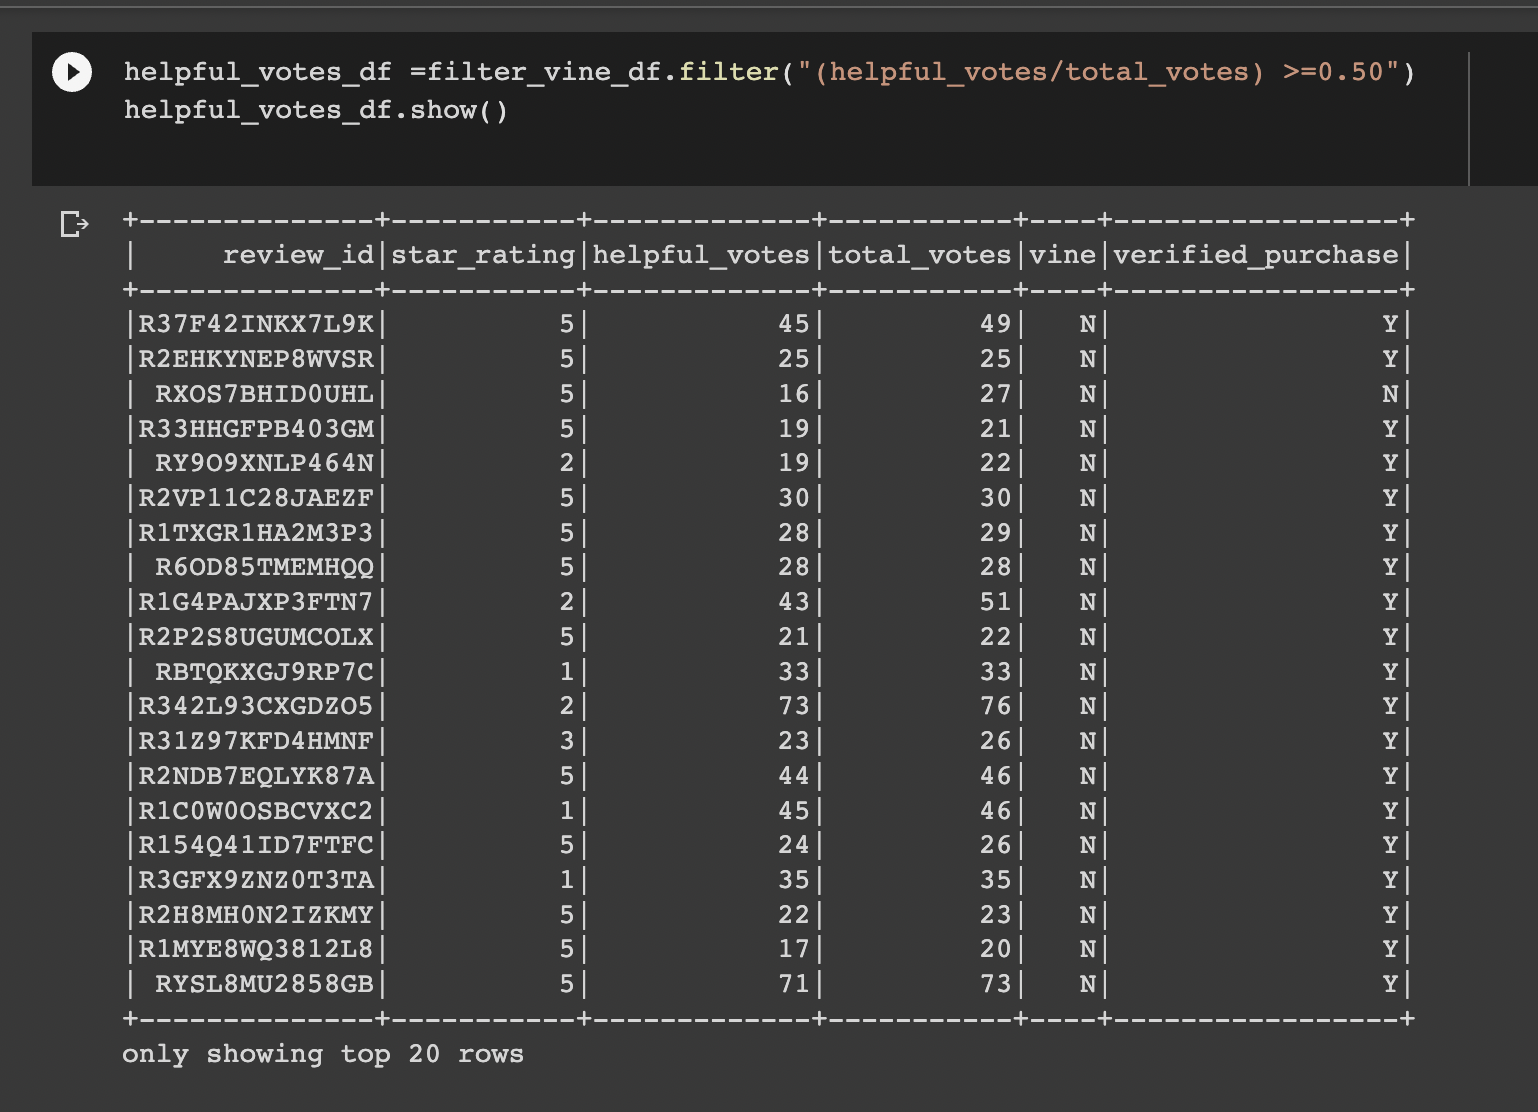 helpful_votes_df =filter_vine_df.filter("(helpful_votes/total_votes) >=0.50")
helpful_votes_df.show()
+--------------+-----------+-------------+-----------+----+-----------------+
|     review_id|star_rating|helpful_votes|total_votes|vine|verified_purchase|
+--------------+-----------+-------------+-----------+----+-----------------+
|R37F42INKX7L9K|          5|           45|         49|   N|                Y|
|R2EHKYNEP8WVSR|          5|           25|         25|   N|                Y|
| RXOS7BHID0UHL|          5|           16|         27|   N|                N|
|R33HHGFPB403GM|          5|           19|         21|   N|                Y|
| RY9O9XNLP464N|          2|           19|         22|   N|                Y|
|R2VP11C28JAEZF|          5|           30|         30|   N|                Y|
|R1TXGR1HA2M3P3|          5|           28|         29|   N|                Y|
| R6OD85TMEMHQQ|          5|           28|         28|   N|                Y|
|R1G4PAJXP3FTN7|          2|           43|         51|   N|                Y|
|R2P2S8UGUMCOLX|          5|           21|         22|   N|                Y|
| RBTQKXGJ9RP7C|          1|           33|         33|   N|                Y|
|R342L93CXGDZO5|          2|           73|         76|   N|                Y|
|R31Z97KFD4HMNF|          3|           23|         26|   N|                Y|
|R2NDB7EQLYK87A|          5|           44|         46|   N|                Y|
|R1C0W0OSBCVXC2|          1|           45|         46|   N|                Y|
|R154Q41ID7FTFC|          5|           24|         26|   N|                Y|
|R3GFX9ZNZ0T3TA|          1|           35|         35|   N|                Y|
|R2H8MH0N2IZKMY|          5|           22|         23|   N|                Y|
|R1MYE8WQ3812L8|          5|           17|         20|   N|                Y|
| RYSL8MU2858GB|          5|           71|         73|   N|                Y|
+--------------+-----------+-------------+-----------+----+-----------------+
only showing top 20 rows